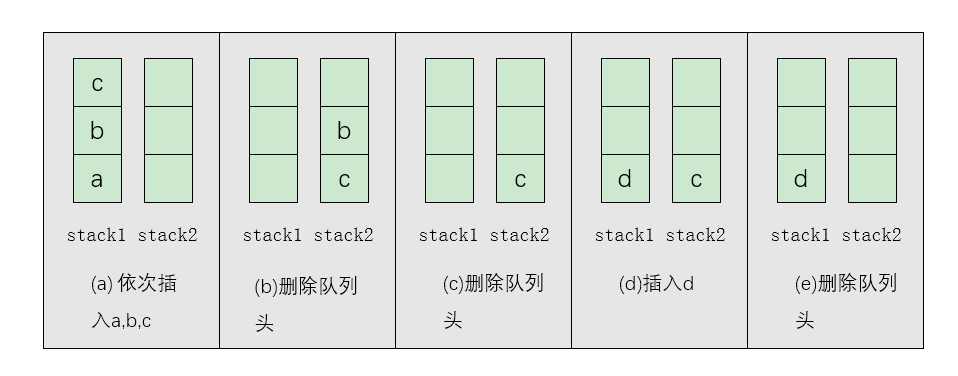 c
b
a
stack1 stack2
(a) 依次插
入a,b,c
b
c
stack1 stack2
(b)删除队列
头
c
stack1 stack2
(c)删除队列
头
d c
stack1 stack2
(d)插入d
d
stack1 stack2
(e)删除队列
头